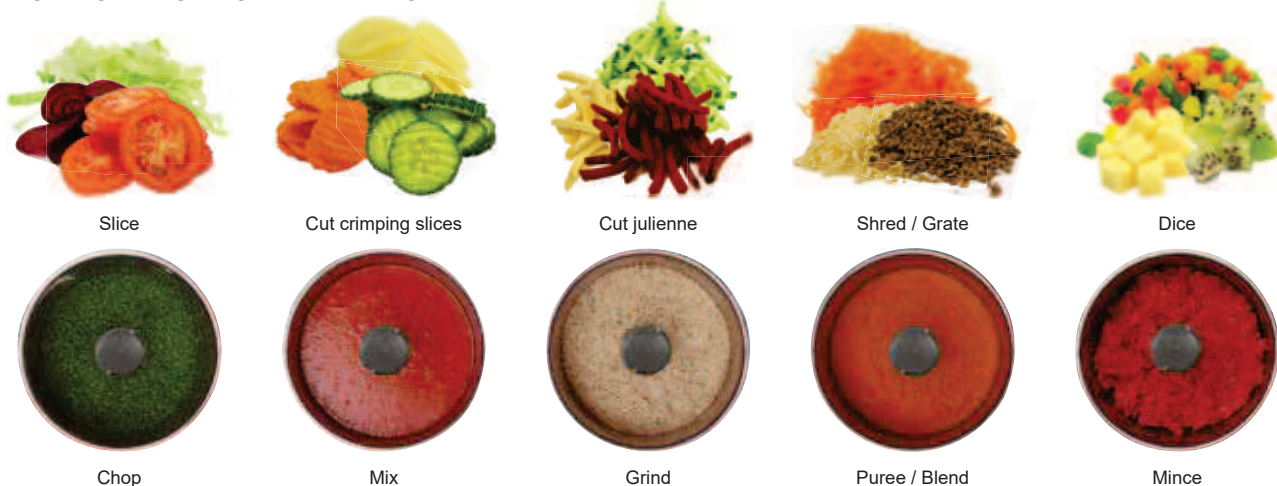 Slice
Cut crimping slices
Cut julienne
Shred / Grate
Dice
Chop
Mix
Grind
Puree / Blend
Mince